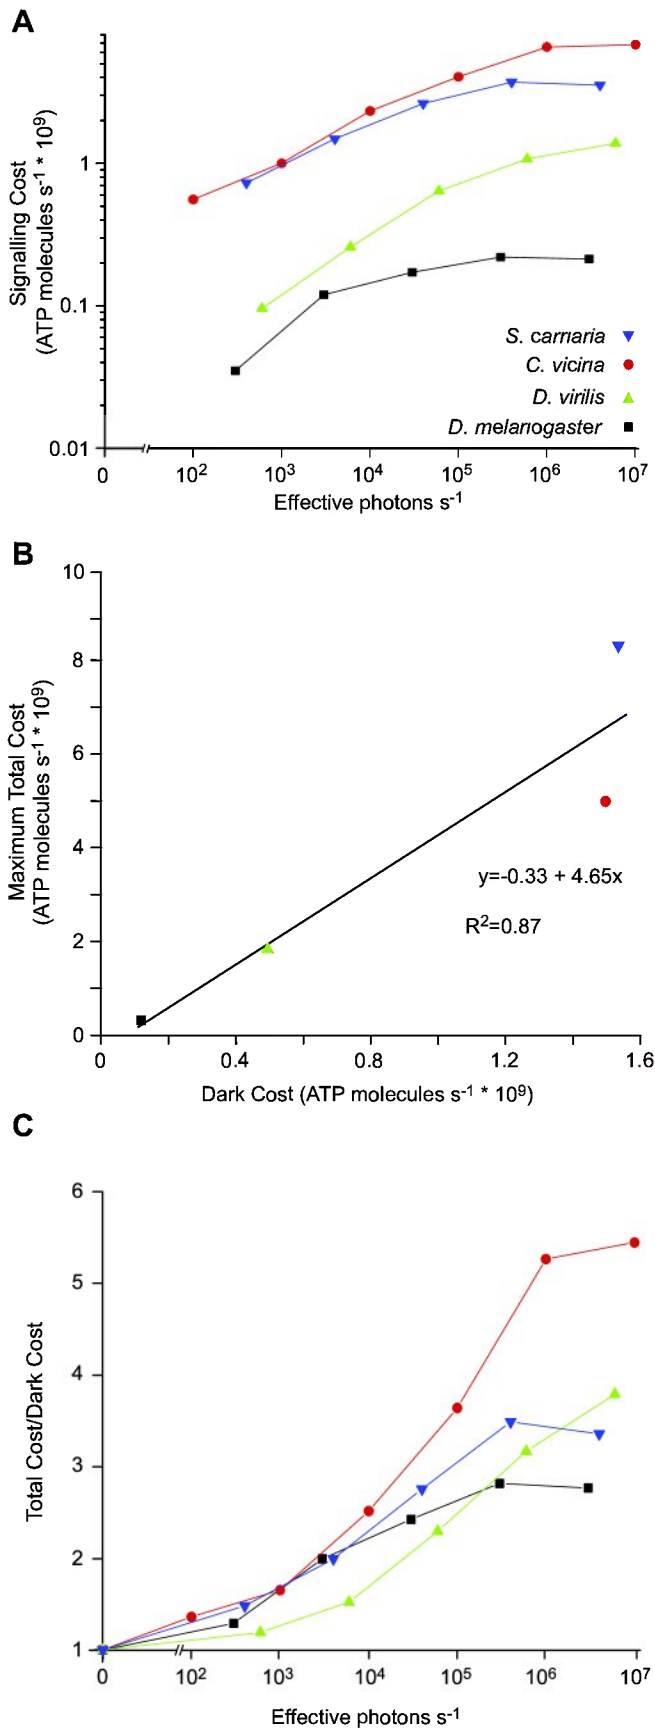 A
Signalling Cost
(ATP molecules s-1 * 10⁹)
1
0.1
0.01
S. carnaria
C. vicina
D. virilis
D. melanogaster
0 10² 10³ 10⁴ 10⁵ 10⁶ 10⁷
Effective photons s-1
B
Maximum Total Cost
(ATP molecules s-1 * 10⁹)
10
8
6
4
2
0
y=-0.33 + 4.65x
R²=0.87
0 0.4 0.8 1.2 1.6
Dark Cost (ATP molecules s-1 * 10⁹)
C
Total Cost/Dark Cost
6
5
4
3
2
1
0 10² 10³ 10⁴ 10⁵ 10⁶ 10⁷
Effective photons s-1